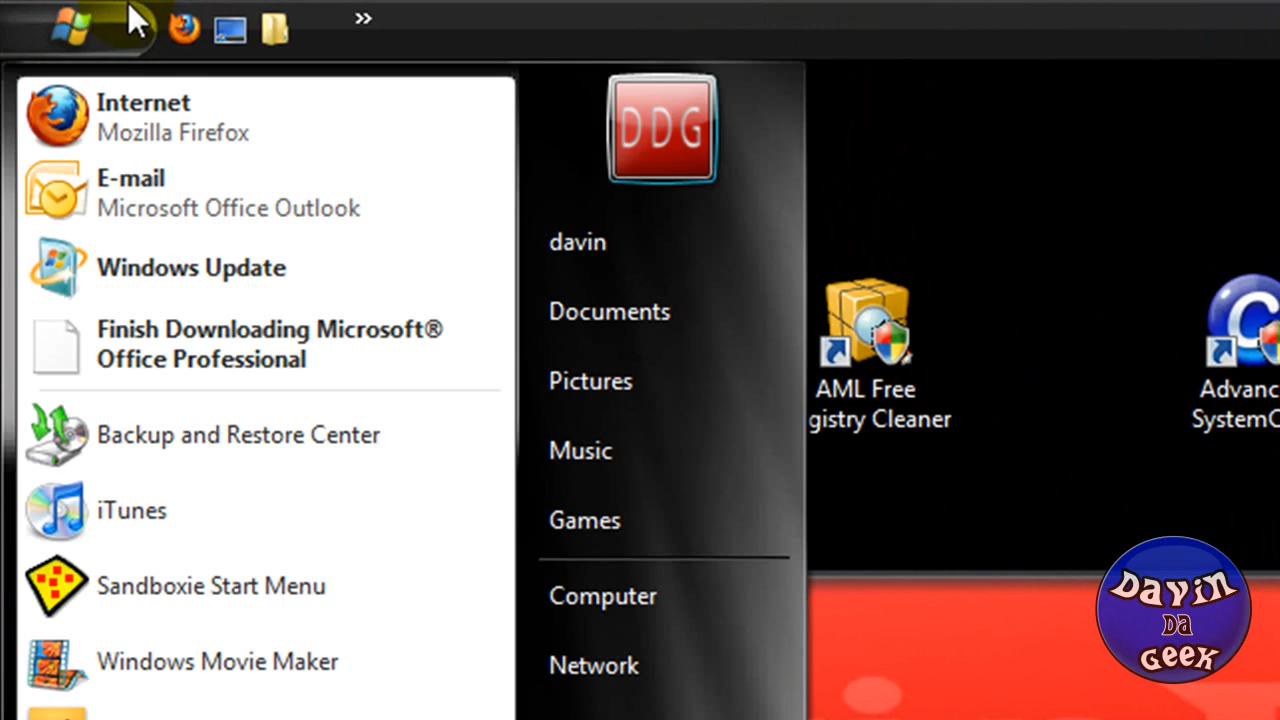 »
Internet
Mozilla Firefox
E-mail
Microsoft Office Outlook
Windows Update
Finish Downloading Microsoft®
Office Professional
Backup and Restore Center
iTunes
Sandboxie Start Menu
Windows Movie Maker
DDG
davin
Documents
Pictures
Music
Games
Computer
Network
AML Free
gistry Cleaner
Advanc
SystemC
Davin
Da
Geek